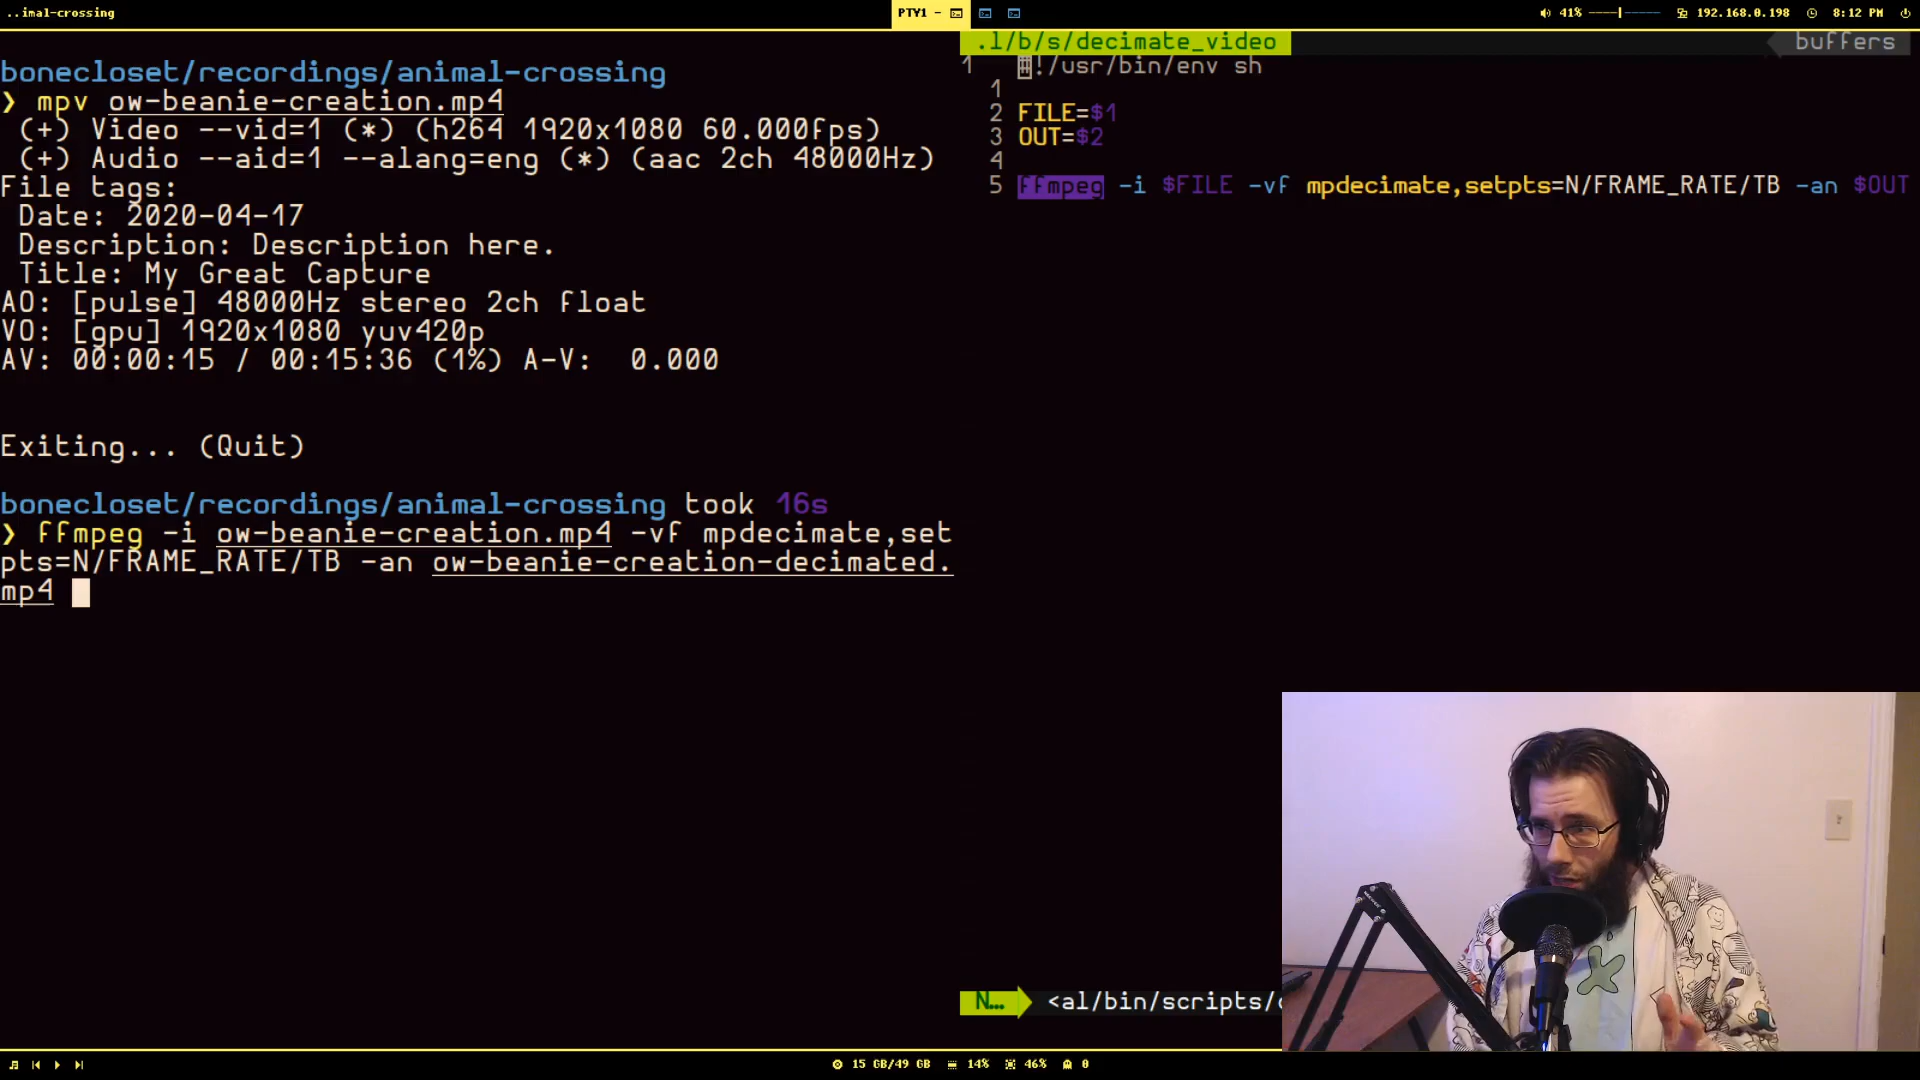 ..imal-crossing
PTY1 -
41%
192.168.0.198
8:12 PM
bonecloset/recordings/animal-crossing
❯ mpv ow-beanie-creation.mp4
(+) Video --vid=1 (*) (h264 1920x1080 60.000fps)
(+) Audio --aid=1 --alang=eng (*) (aac 2ch 48000Hz)
File tags:
Date: 2020-04-17
Description: Description here.
Title: My Great Capture
AO: [pulse] 48000Hz stereo 2ch float
VO: [gpu] 1920x1080 yuv420p
AV: 00:00:15 / 00:15:36 (1%) A-V: 0.000
Exiting... (Quit)
bonecloset/recordings/animal-crossing took 16s
❯ ffmpeg -i ow-beanie-creation.mp4 -vf mpdecimate,set
pts=N/FRAME_RATE/TB -an ow-beanie-creation-decimated.
mp4
.l/b/s/decimate_video
buffers
1 #!/usr/bin/env sh
1
2 FILE=$1
3 OUT=$2
4
5 ffmpeg -i $FILE -vf mpdecimate,setpts=N/FRAME_RATE/TB -an $OUT
N… <al/bin/scripts/
15 GB/49 GB
14%
46%
0